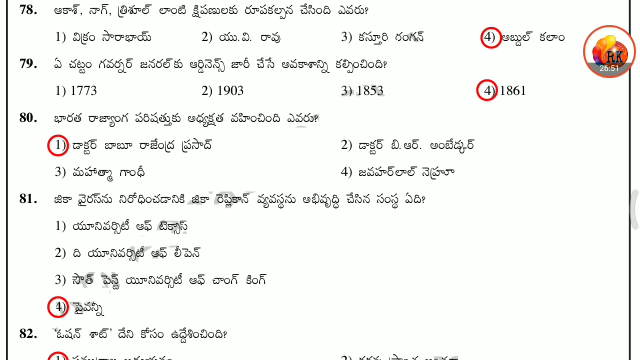 78. ఆకాశ్, నాగ్, త్రిశూల్ లాంటి క్షిపణులకు రూపకల్పన చేసింది ఎవరు?
1) విక్రం సారాభాయ్ 2) యు.వి. రావు 3) కస్తూరి రంగన్ 4) అబ్దుల్ కలాం
RK
26:51
79. ఏ చట్టం గవర్నర్ జనరల్‌కు ఆర్డినెన్స్ జారీ చేసే అవకాశాన్ని కల్పించింది?
1) 1773 2) 1903 3) 1853 4) 1861
80. భారత రాజ్యాంగ పరిషత్తుకు అధ్యక్షత వహించింది ఎవరు?
1) డాక్టర్ బాబూ రాజేంద్ర ప్రసాద్ 2) డాక్టర్ బి.ఆర్. అంబేడ్కర్
3) మహాత్మా గాంధీ 4) జవహర్‌లాల్ నెహ్రూ
81. జికా వైరస్‌ను నిరోధించడానికి జికా రెప్లికాన్ వ్యవస్థను అభివృద్ధి చేసిన సంస్థ ఏది?
1) యూనివర్సిటీ ఆఫ్ టెక్సాస్
2) ది యూనివర్సిటీ ఆఫ్ లీపెన్
3) సౌత్ పెన్ల్ యూనివర్సిటీ ఆఫ్ చాంగ్ కింగ్
4) పైవన్నీ
82. 'ఓషన్ శాట్' దేని కోసం ఉద్దేశించింది?